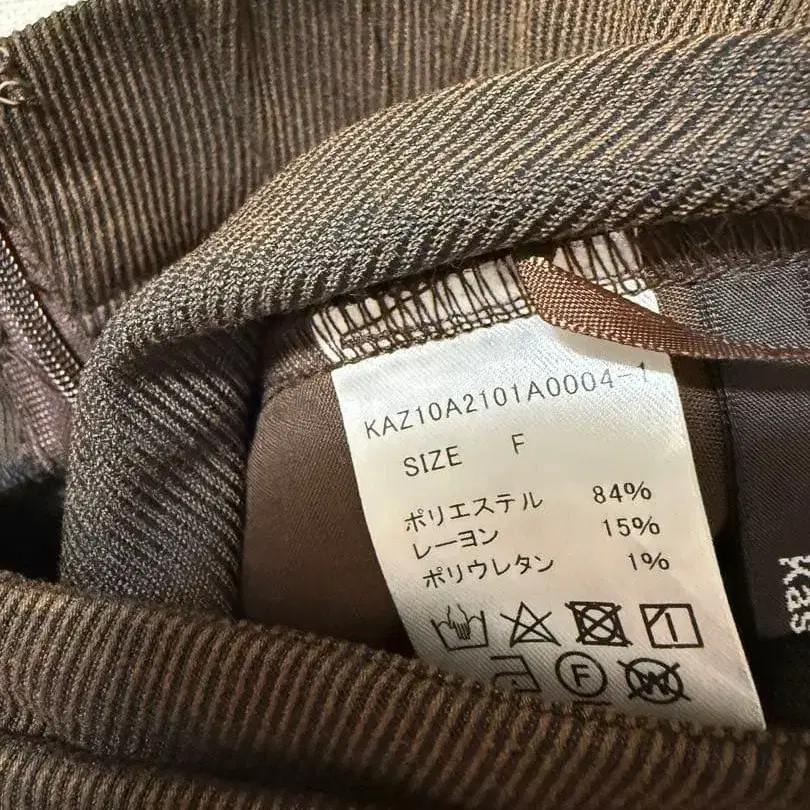 KAZ10A2101A0004-1
SIZE F
ポリエステル 84%
レーヨン 15%
ポリウレタン 1%
F
W
Kas